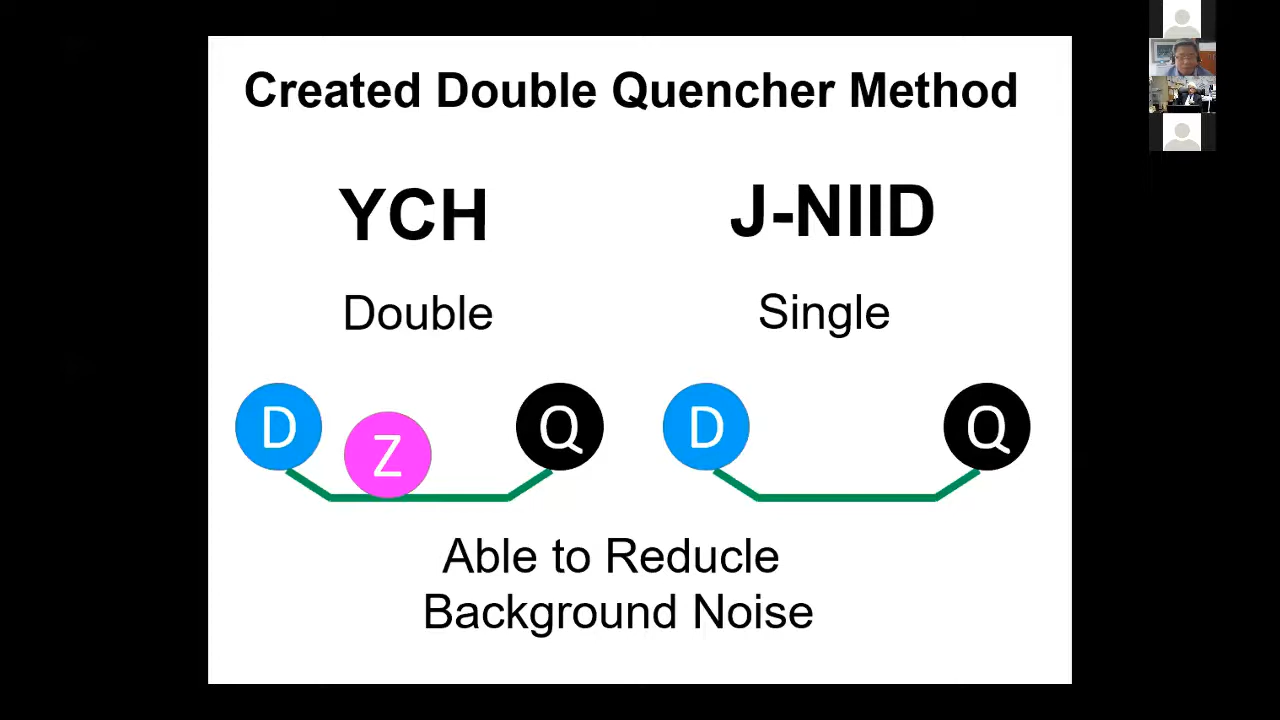 Created Double Quencher Method
YCH
J-NIID
Double
Single
D
Z
Q
D
Q
Able to Reducle
Background Noise